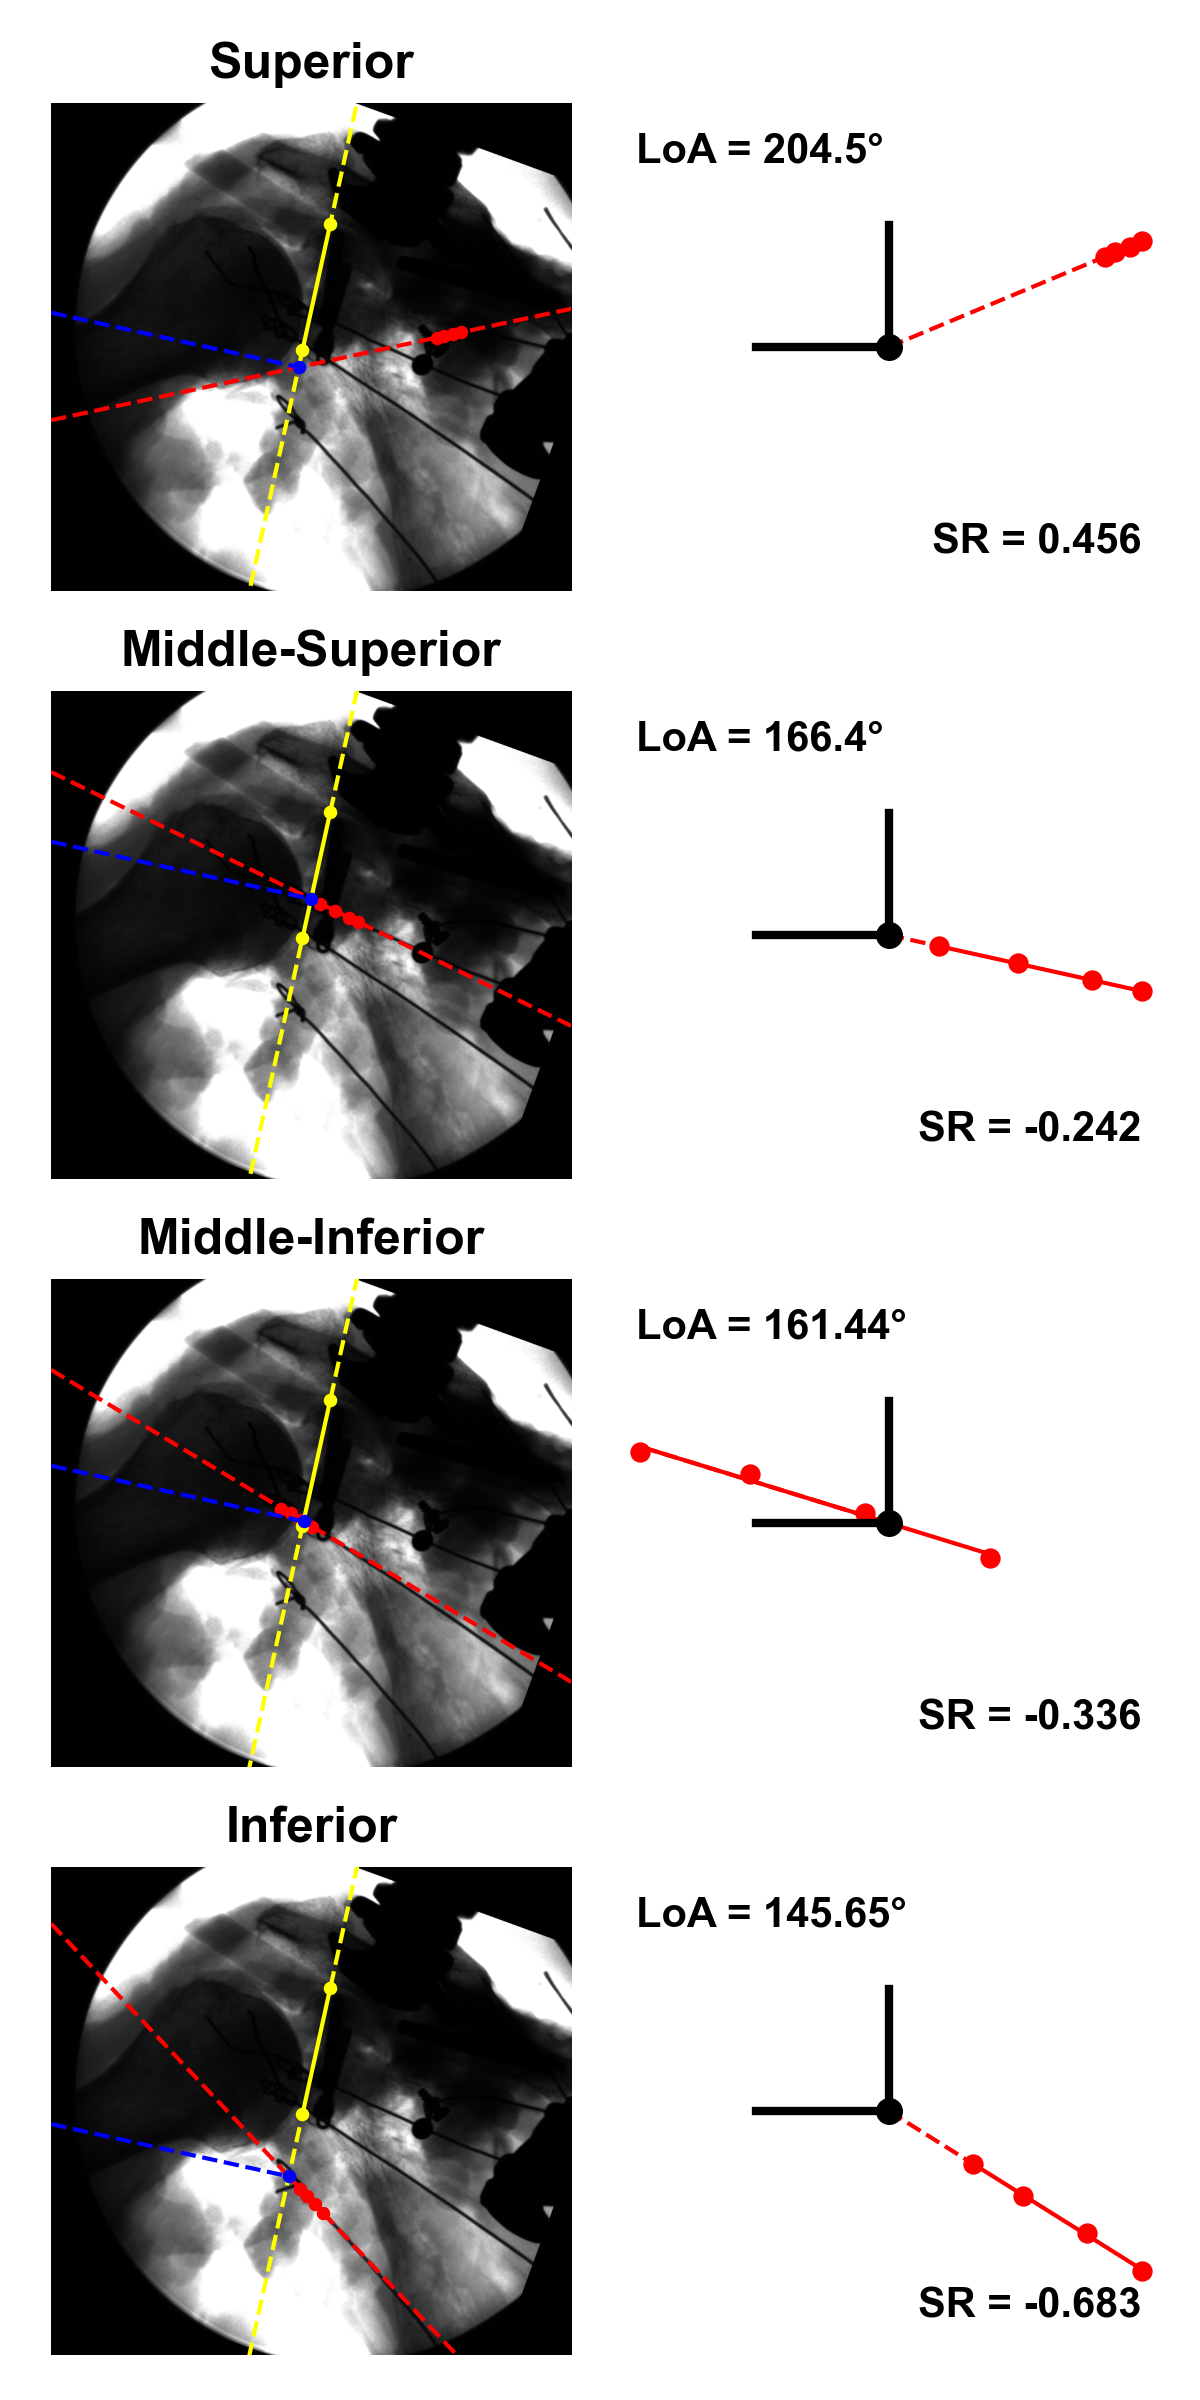 Superior
LoA = 204.5°
SR = 0.456
Middle-Superior
LoA = 166.4°
SR = -0.242
Middle-Inferior
LoA = 161.44°
SR = -0.336
Inferior
LoA = 145.65°
SR = -0.683